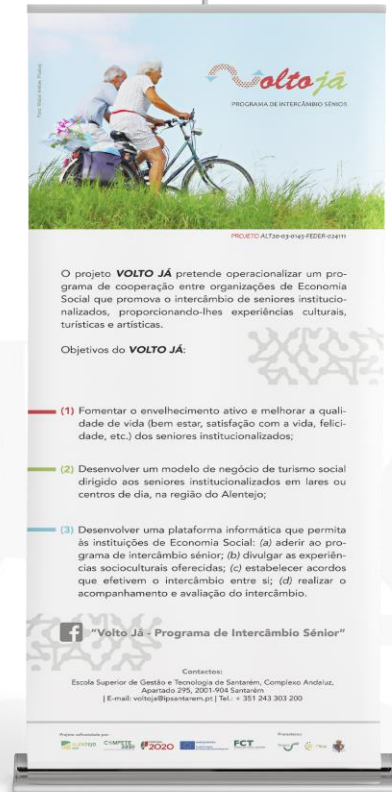 Volto já
PROGRAMA DE INTERCÂMBIO SÉNIOR
PROJETO ALT20-03-0145-FEDER-024111
O projeto VOLTO JÁ pretende operacionalizar um pro-
grama de cooperação entre organizações de Economia
Social que promova o intercâmbio de seniores institucio-
nalizados, proporcionando-lhes experiências culturais,
turísticas e artísticas.
Objetivos do VOLTO JÁ:
(1) Fomentar o envelhecimento ativo e melhorar a quali-
dade de vida (bem estar, satisfação com a vida, felici-
dade, etc.) dos seniores institucionalizados;
(2) Desenvolver um modelo de negócio de turismo social
dirigido aos seniores institucionalizados em lares ou
centros de dia, na região do Alentejo;
(3) Desenvolver uma plataforma informática que permita
às instituições de Economia Social: (a) aderir ao pro-
grama de intercâmbio sénior; (b) divulgar as experiên-
cias socioculturais oferecidas; (c) estabelecer acordos
que efetivem o intercâmbio entre si; (d) realizar o
acompanhamento e avaliação do intercâmbio.
"Volto Já - Programa de Intercâmbio Sénior"
Contactos:
Escola Superior de Gestão e Tecnologia de Santarém, Complexo Andaluz,
Apartado 295, 2001-904 Santarém
| E-mail: voltoja@ipsantarem.pt | Tel.: + 351 243 303 200
Projeto cofinanciado por:
COMPETE 2020
2020
FCT